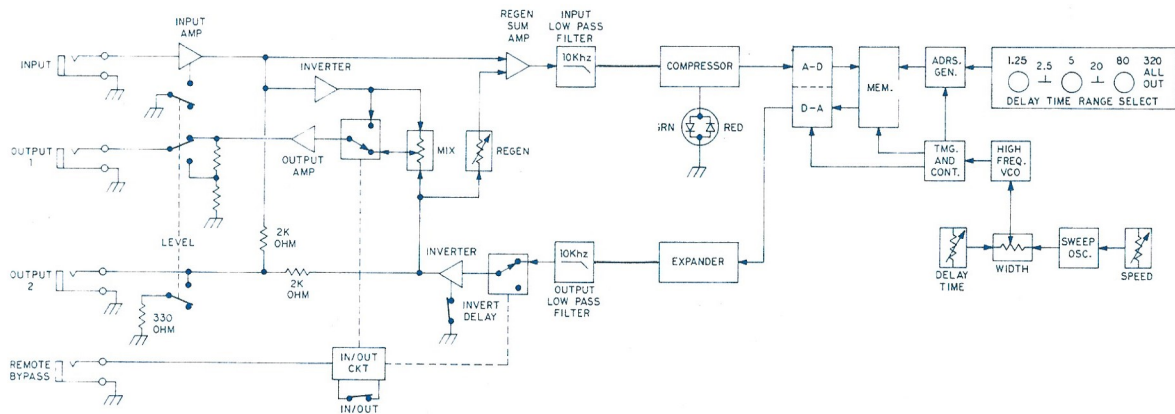 INPUT
INPUT
AMP
INVERTER
REGEN
SUM
AMP
INPUT
LOW PASS
FILTER
10Khz
COMPRESSOR
GRN
RED
A-D
D-A
MEM.
ADRS.
GEN.
1.25
2.5
5
20
80
320
ALL
OUT
DELAY TIME RANGE SELECT
OUTPUT
1
OUTPUT
AMP
MIX
REGEN
TMG.
AND
CONT.
HIGH
FREQ.
VCO
LEVEL
2K
OHM
OUTPUT
2
2K
OHM
330
OHM
INVERTER
INVERT
DELAY
10Khz
OUTPUT
LOW PASS
FILTER
EXPANDER
DELAY
TIME
WIDTH
SWEEP
OSC.
SPEED
REMOTE
BYPASS
IN/OUT
CKT
IN/OUT